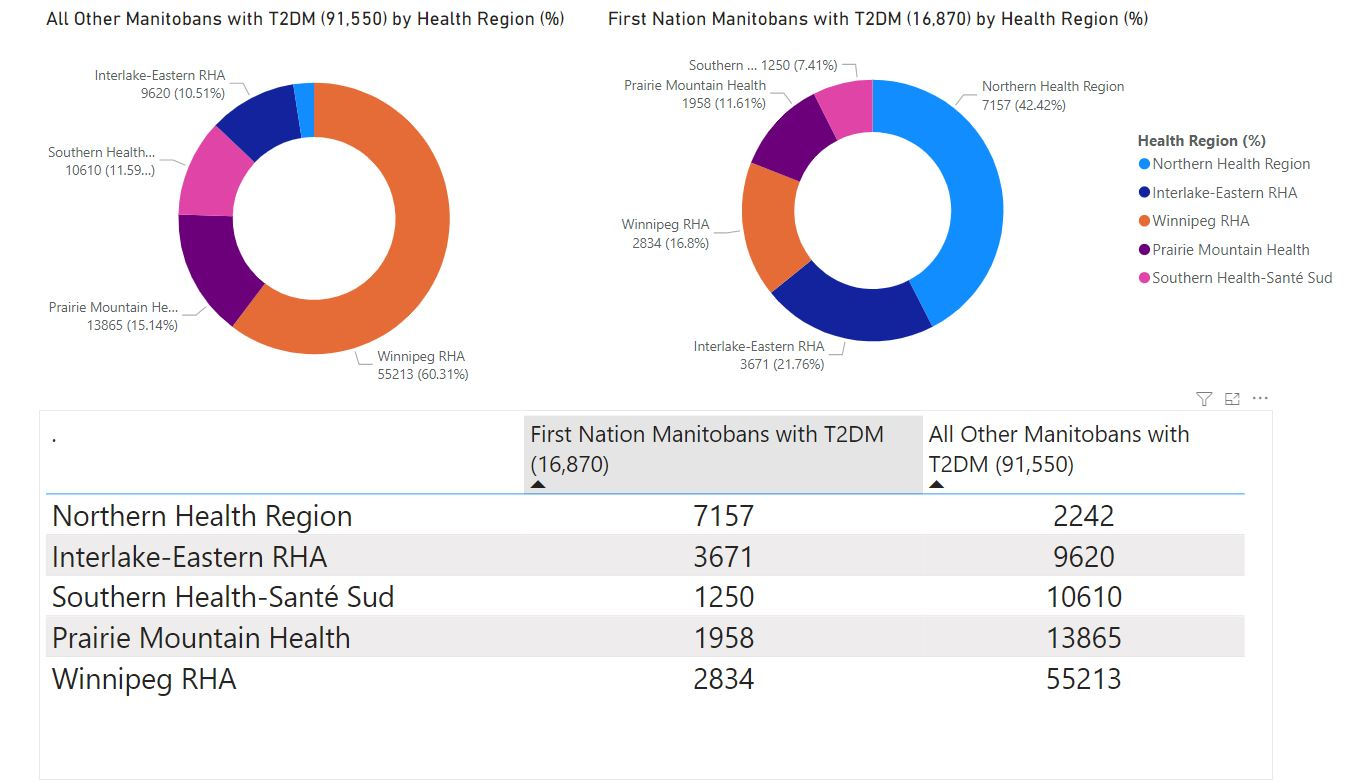 All Other Manitobans with T2DM (91,550) by Health Region (%)
Interlake-Eastern RHA
9620 (10.51%)
Southern Health...
10610 (11.59...)
Prairie Mountain He...
13865 (15.14%)
Winnipeg RHA
55213 (60.31%)
First Nation Manitobans with T2DM (16,870) by Health Region (%)
Southern ... 1250 (7.41%)
Prairie Mountain Health
1958 (11.61%)
Northern Health Region
7157 (42.42%)
Winnipeg RHA
2834 (16.8%)
Interlake-Eastern RHA
3671 (21.76%)
Health Region (%)
Northern Health Region
Interlake-Eastern RHA
Winnipeg RHA
Prairie Mountain Health
Southern Health-Santé Sud
. First Nation Manitobans with T2DM All Other Manitobans with
(16,870) T2DM (91,550)
Northern Health Region 7157 2242
Interlake-Eastern RHA 3671 9620
Southern Health-Santé Sud 1250 10610
Prairie Mountain Health 1958 13865
Winnipeg RHA 2834 55213